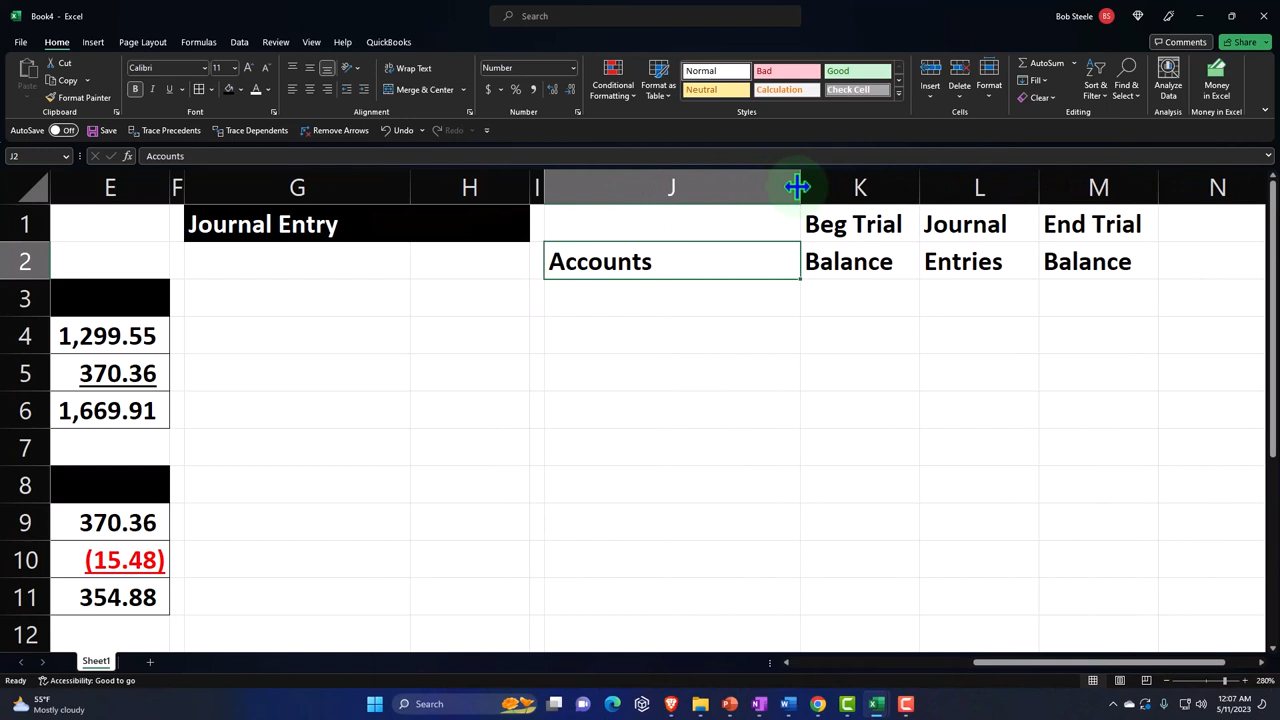 Book4 - Excel
Search
Bob Steele
BS
File Home Insert Page Layout Formulas Data Review View Help QuickBooks
Comments
Share
Cut
Copy
Format Painter
Clipboard
Calibri
11
B I U
Font
Wrap Text
Merge & Center
Alignment
Number
$ % ,
Number
Conditional Formatting
Format as Table
Normal Bad Good
Neutral Calculation Check Cell
Styles
Insert Delete Format
Cells
AutoSum
Fill
Clear
Sort & Filter
Find & Select
Editing
Analyze Data
Analysis
Money in Excel
Money in Excel
AutoSave Off Save Trace Precedents Trace Dependents Remove Arrows Undo Redo
J2 fx Accounts
E F G H I J K L M N
1 Journal Entry Beg Trial Journal End Trial
2 Accounts Balance Entries Balance
3
4 1,299.55
5 370.36
6 1,669.91
7
8
9 370.36
10 (15.48)
11 354.88
12
Sheet1
Ready Accessibility: Good to go 280%
55°F
Mostly cloudy
Search
12:07 AM
5/11/2023